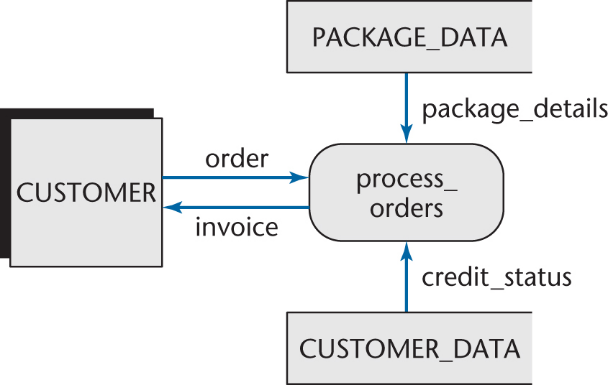 PACKAGE_DATA
package_details
order
CUSTOMER
process_
orders
invoice
credit_status
CUSTOMER_DATA